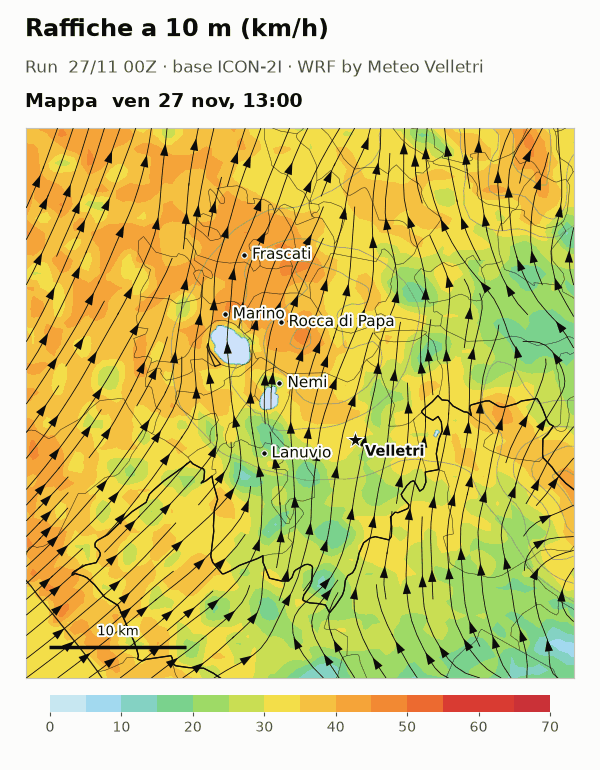 Raffiche a 10 m (km/h)
Run 27/11 00Z · base ICON-2I · WRF by Meteo Velletri
Mappa ven 27 nov, 13:00
Frascati
Marino
Rocca di Papa
Nemi
Velletri
Lanuvio
10 km
0 10 20 30 40 50 60 70